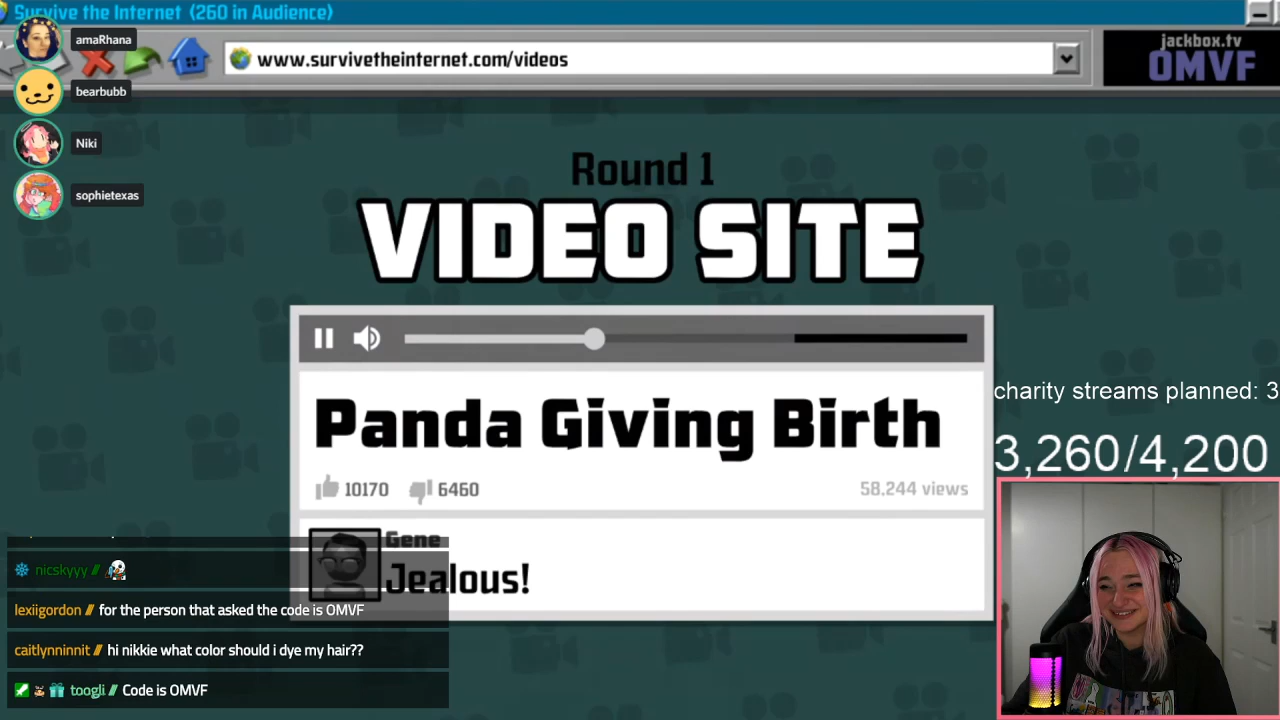 Survive the Internet (260 in Audience)
amaRhana
www.survivetheinternet.com/videos
jackbox.tv
OMVF
bearbubb
Niki
sophietexas
Round 1
VIDEO SITE
Panda Giving Birth
10170 6460 58,244 views
Gene
Jealous!
charity streams planned: 3
3,260/4,200
nicskyyy //
lexiigordon // for the person that asked the code is OMVF
caitlynninnit // hi nikkie what color should i dye my hair??
toogli // Code is OMVF